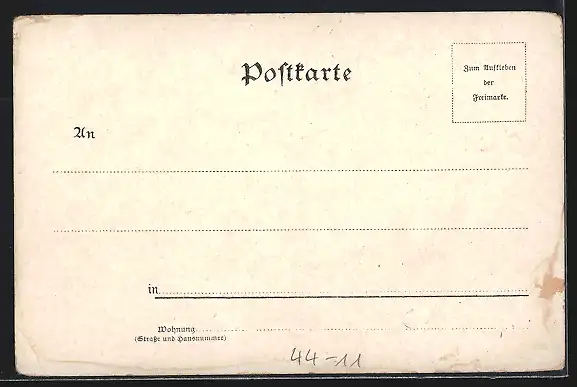 Postkarte
Zum Aufkleben
der
Freimarke.
An
in
Wohnung
(Straße und Hausnummer)
44-11